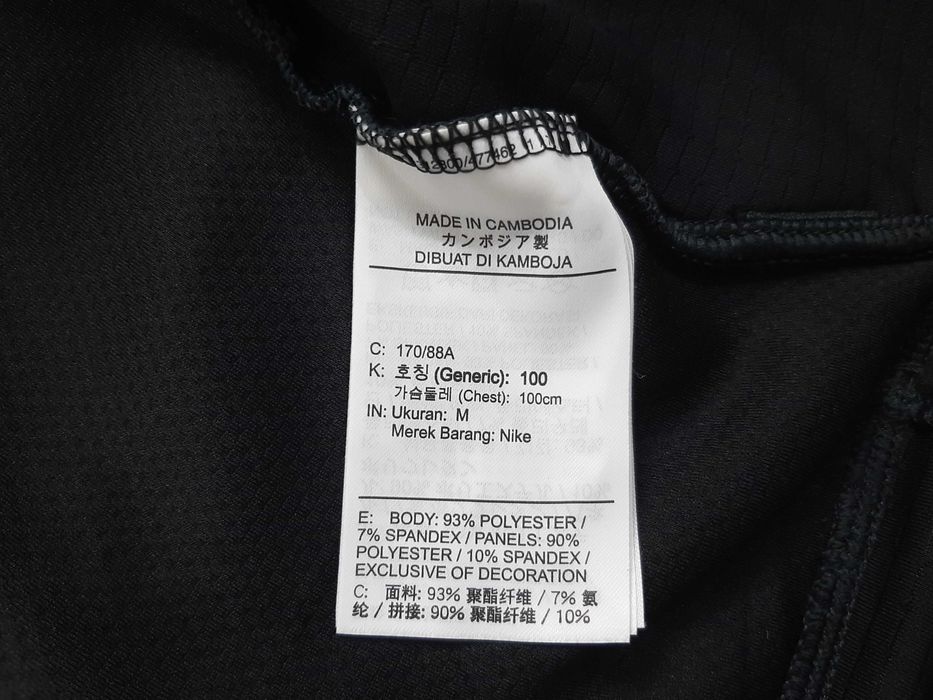 MADE IN CAMBODIA
カンボジア製
DIBUAT DI KAMBOJA
C: 170/88A
K: 호칭 (Generic): 100
가슴둘레 (Chest): 100cm
IN: Ukuran: M
Merek Barang: Nike
E: BODY: 93% POLYESTER /
7% SPANDEX / PANELS: 90%
POLYESTER / 10% SPANDEX /
EXCLUSIVE OF DECORATION
C: 面料: 93% 聚酯纤维 / 7% 氨
纶 / 拼接: 90% 聚酯纤维 / 10%